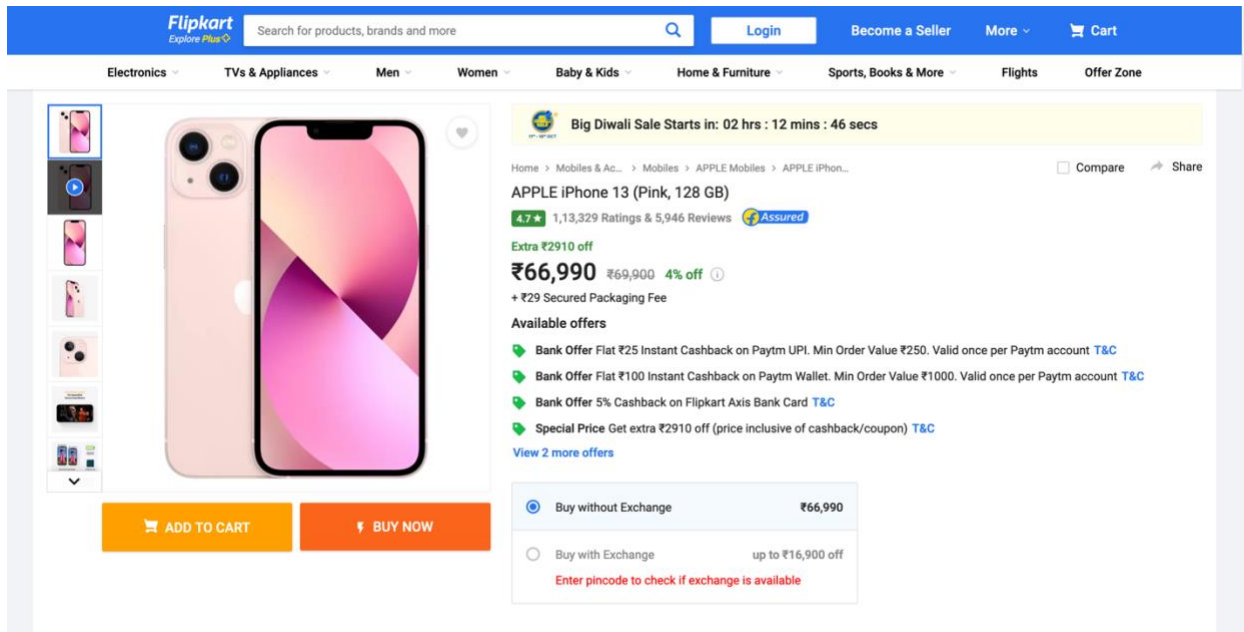 Flipkart
Explore Plus
Search for products, brands and more
Login
Become a Seller
More
Cart
Electronics
TVs & Appliances
Men
Women
Baby & Kids
Home & Furniture
Sports, Books & More
Flights
Offer Zone
Big Diwali Sale Starts in: 02 hrs : 12 mins : 46 secs
Home > Mobiles & Ac... > Mobiles > APPLE Mobiles > APPLE iPhon...
Compare
Share
APPLE iPhone 13 (Pink, 128 GB)
4.7★ 1,13,329 Ratings & 5,946 Reviews Assured
Extra ₹2910 off
₹66,990 ₹69,900 4% off
+ ₹29 Secured Packaging Fee
Available offers
Bank Offer Flat ₹25 Instant Cashback on Paytm UPI. Min Order Value ₹250. Valid once per Paytm account T&C
Bank Offer Flat ₹100 Instant Cashback on Paytm Wallet. Min Order Value ₹1000. Valid once per Paytm account T&C
Bank Offer 5% Cashback on Flipkart Axis Bank Card T&C
Special Price Get extra ₹2910 off (price inclusive of cashback/coupon) T&C
View 2 more offers
ADD TO CART
BUY NOW
Buy without Exchange ₹66,990
Buy with Exchange up to ₹16,900 off
Enter pincode to check if exchange is available